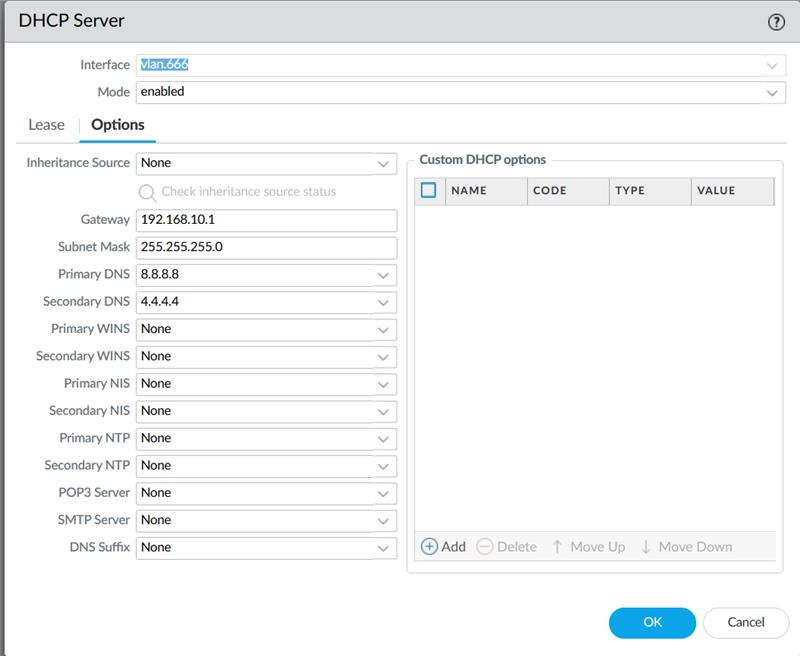 DHCP Server
Interface vlan.666
Mode enabled
Lease Options
Inheritance Source None
Check inheritance source status
Gateway 192.168.10.1
Subnet Mask 255.255.255.0
Primary DNS 8.8.8.8
Secondary DNS 4.4.4.4
Primary WINS None
Secondary WINS None
Primary NIS None
Secondary NIS None
Primary NTP None
Secondary NTP None
POP3 Server None
SMTP Server None
DNS Suffix None
Custom DHCP options
NAME CODE TYPE VALUE
Add Delete Move Up Move Down
OK Cancel